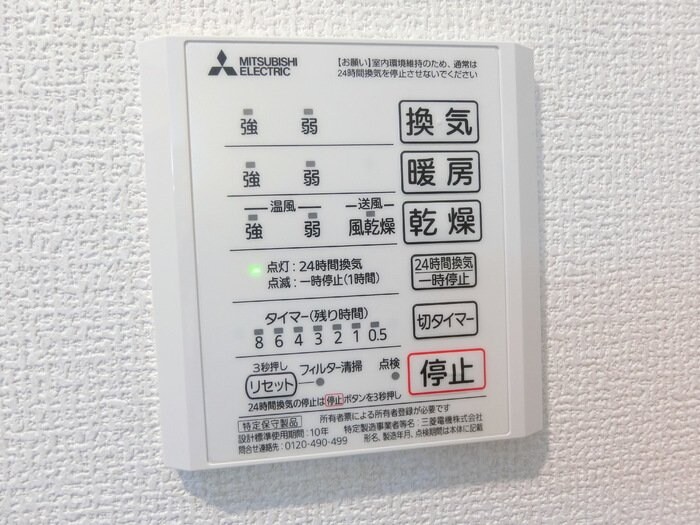 MITSUBISHI
ELECTRIC
【お願い】室内環境維持のため、通常は
24時間換気を停止させないでください
強 弱 換気
強 弱 暖房
温風 送風
強 弱 風乾燥 乾燥
点灯：24時間換気
点滅：一時停止(1時間)
24時間換気
一時停止
タイマー(残り時間)
8 6 4 3 2 1 0.5
切タイマー
3秒押し
リセット フィルター清掃 点検
停止
24時間換気の停止は停止ボタンを3秒押し
特定保守製品 所有者票による所有者登録が必要です
設計標準使用期間：10年 特定製造事業者等名：三菱電機株式会社
問合せ連絡先：0120-490-499 形名、製造年月、点検期間は本体に記載